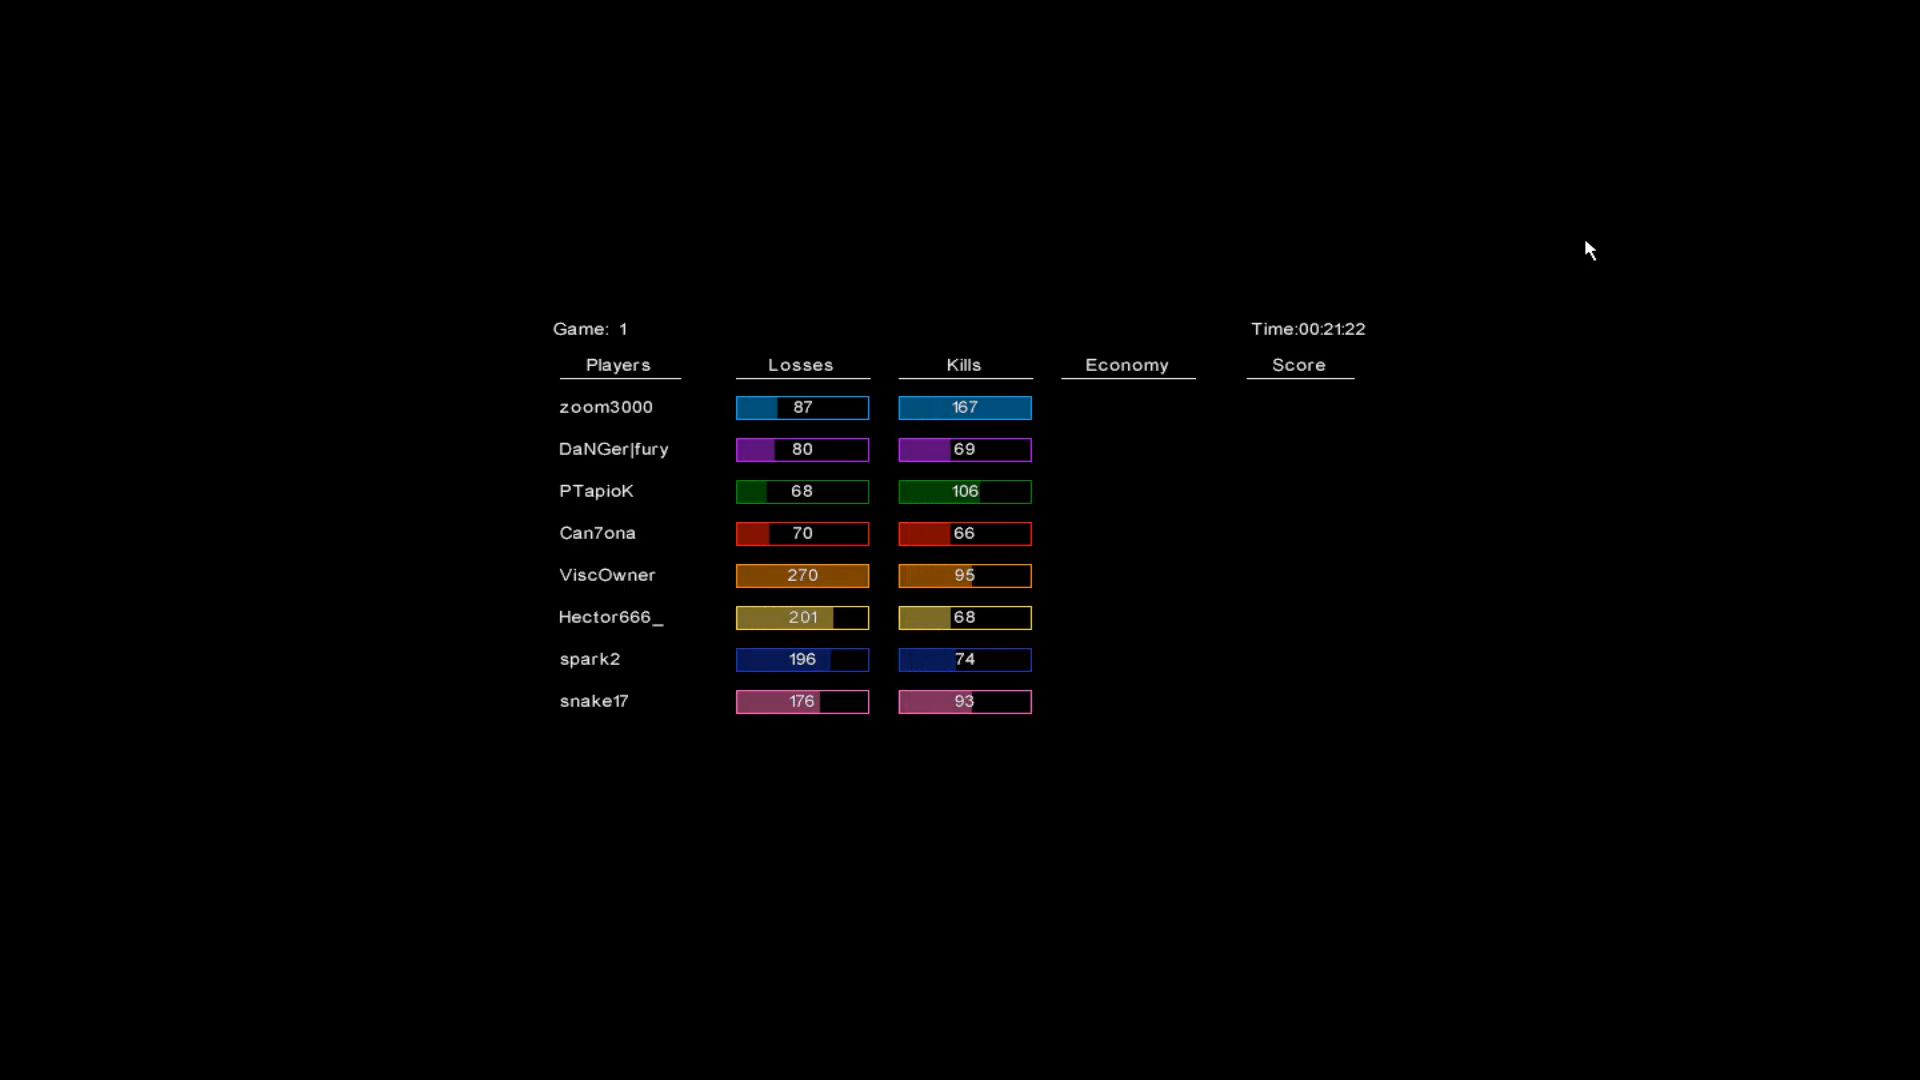 Game: 1 Time:00:21:22
Players Losses Kills Economy Score
zoom3000 87 167
DaNGer|fury 80 69
PTapioK 68 106
Can7ona 70 66
ViscOwner 270 95
Hector666_ 201 68
spark2 196 74
snake17 176 93